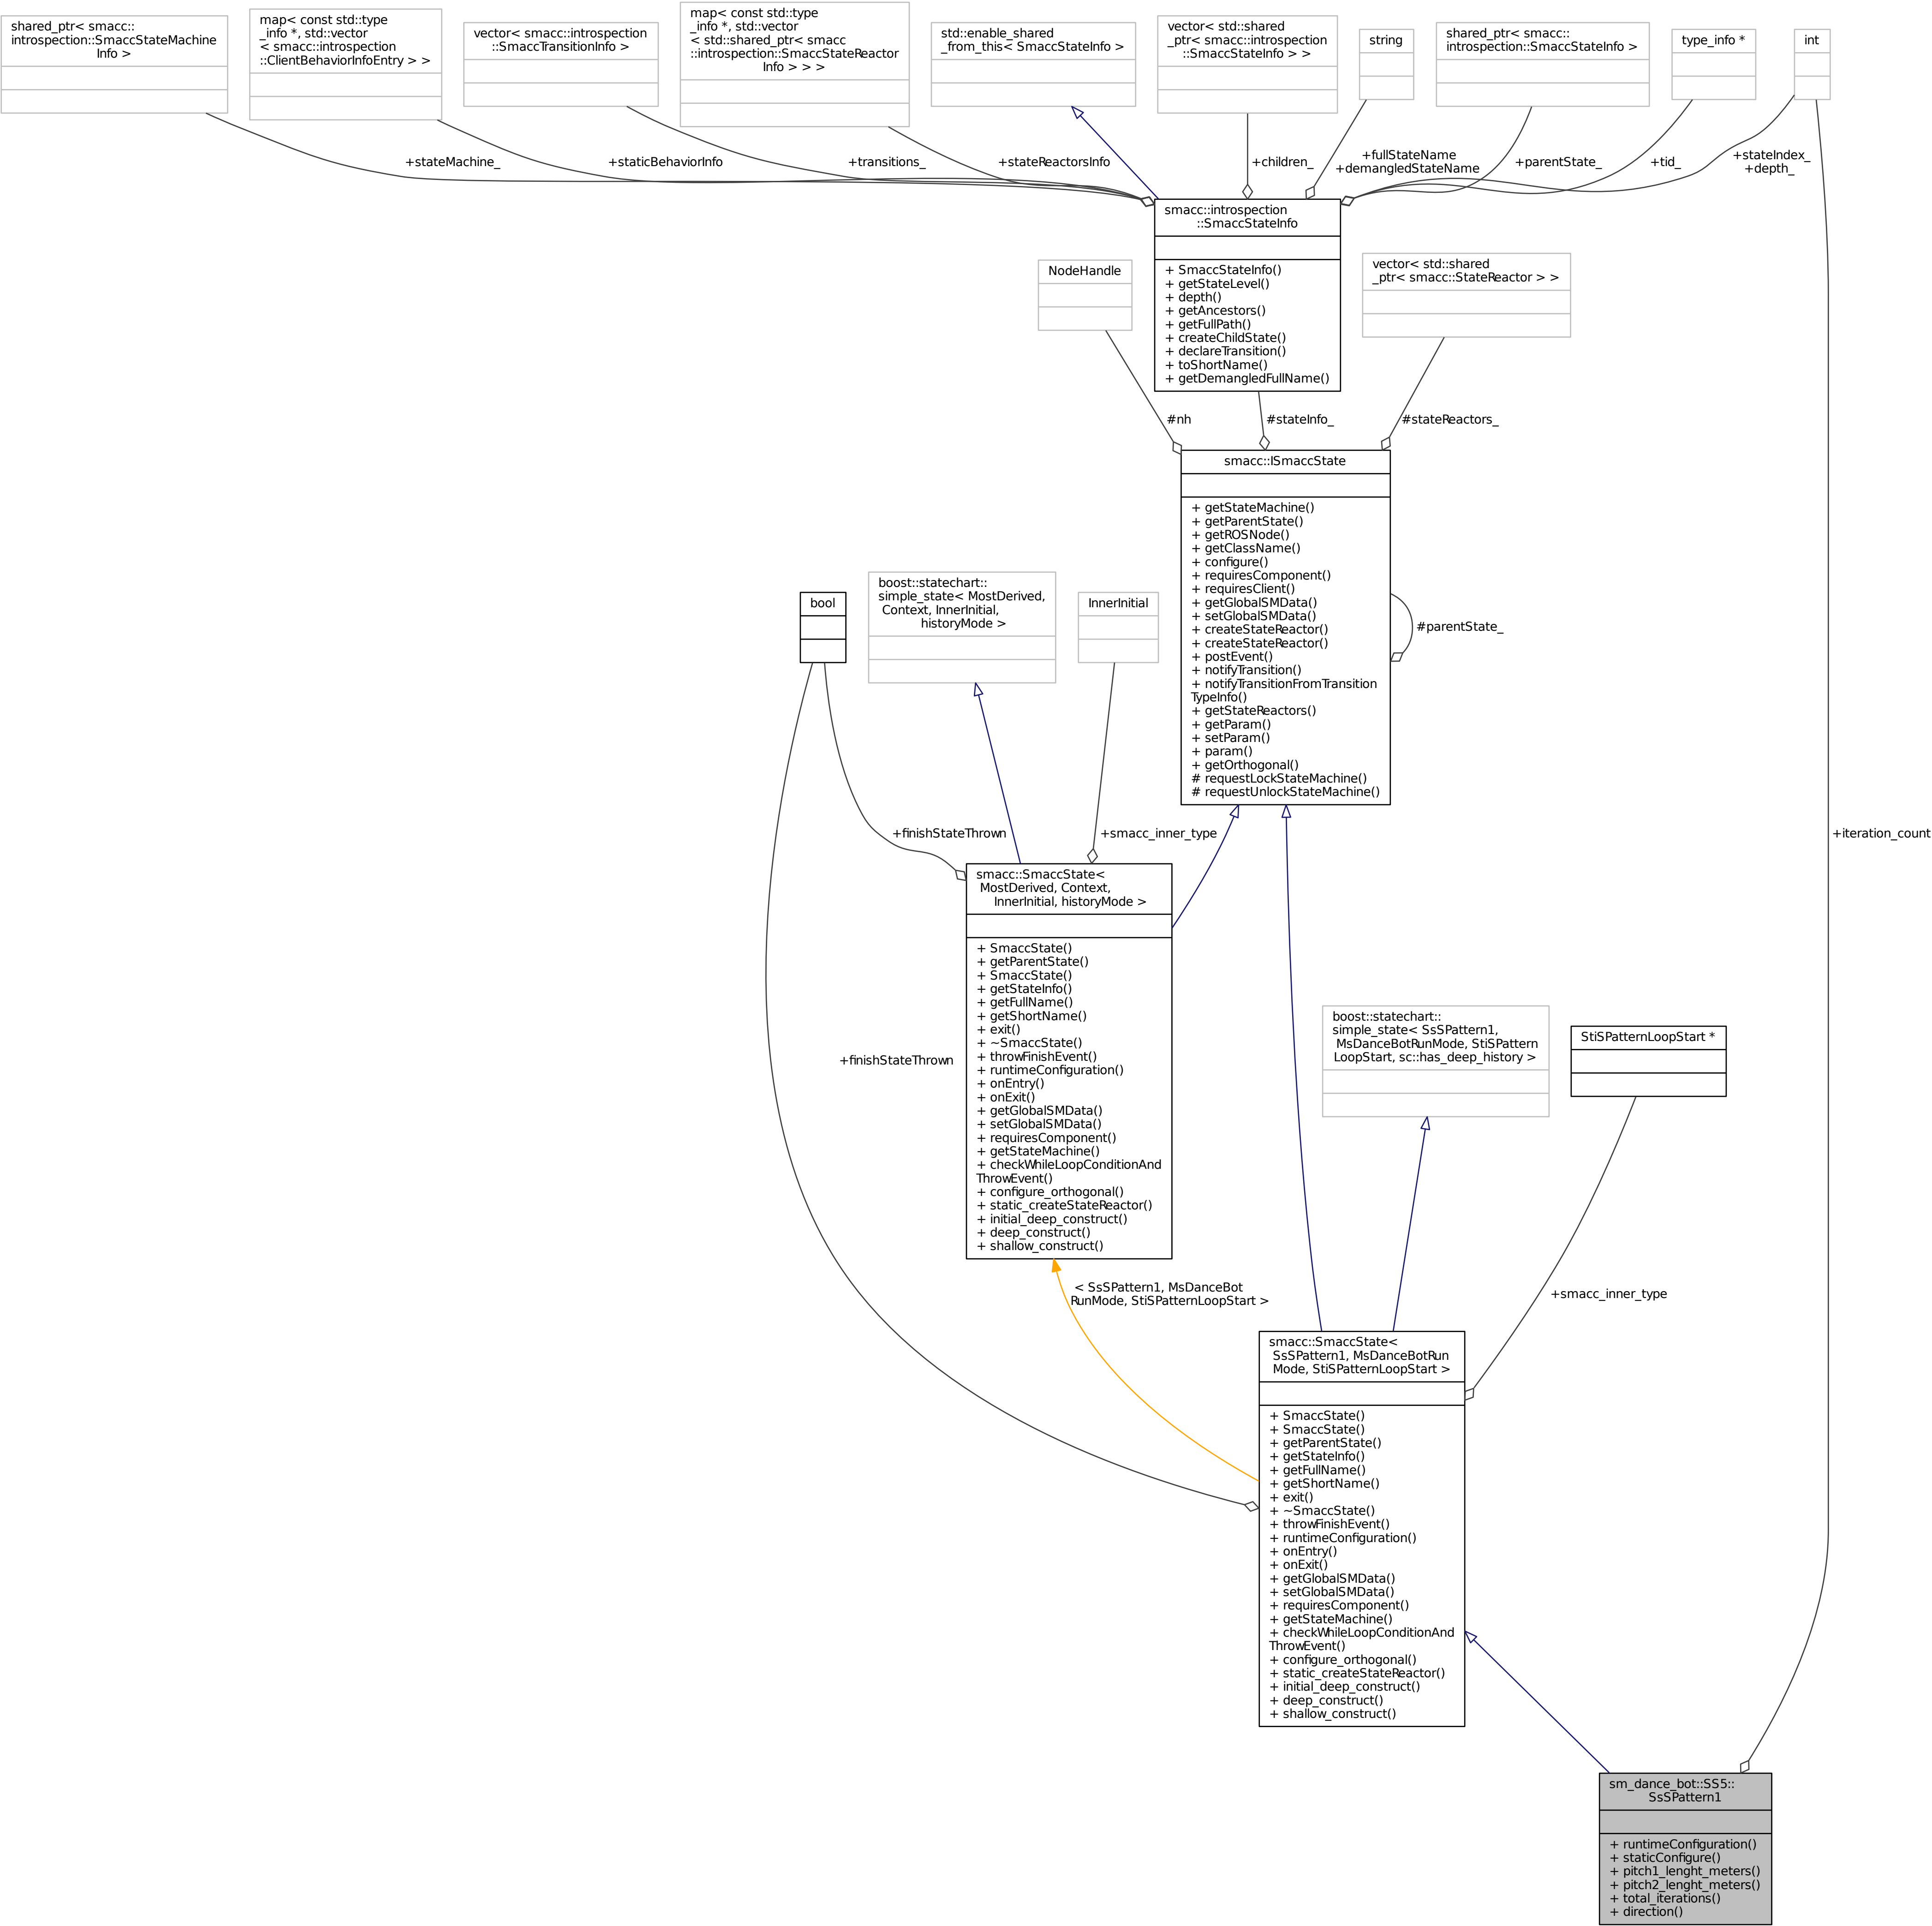 shared_ptr< smacc::
introspection::SmaccStateMachine
Info >
map< const std::type
_info *, std::vector
< smacc::introspection
::ClientBehaviorInfoEntry > >
vector< smacc::introspection
::SmaccTransitionInfo >
map< const std::type
_info *, std::vector
< std::shared_ptr< smacc
::introspection::SmaccStateReactor
Info > > >
std::enable_shared
_from_this< SmaccStateInfo >
vector< std::shared
_ptr< smacc::introspection
::SmaccStateInfo > >
string
shared_ptr< smacc::
introspection::SmaccStateInfo >
type_info *
int
+stateMachine_
+staticBehaviorInfo
+transitions_
+stateReactorsInfo
+children_
+fullStateName
+demangledStateName
+parentState_
+tid_
+stateIndex_
+depth_
smacc::introspection
::SmaccStateInfo
+ SmaccStateInfo()
+ getStateLevel()
+ depth()
+ getAncestors()
+ getFullPath()
+ createChildState()
+ declareTransition()
+ toShortName()
+ getDemangledFullName()
NodeHandle
vector< std::shared
_ptr< smacc::StateReactor > >
#nh
#stateInfo_
#stateReactors_
smacc::ISmaccState
+ getStateMachine()
+ getParentState()
+ getROSNode()
+ getClassName()
+ configure()
+ requiresComponent()
+ requiresClient()
+ getGlobalSMData()
+ setGlobalSMData()
+ createStateReactor()
+ createStateReactor()
+ postEvent()
+ notifyTransition()
+ notifyTransitionFromTransition
TypeInfo()
+ getStateReactors()
+ getParam()
+ setParam()
+ param()
+ getOrthogonal()
# requestLockStateMachine()
# requestUnlockStateMachine()
#parentState_
bool
boost::statechart::
simple_state< MostDerived,
Context, InnerInitial,
historyMode >
InnerInitial
+finishStateThrown
+smacc_inner_type
+iteration_count
smacc::SmaccState<
MostDerived, Context,
InnerInitial, historyMode >
+ SmaccState()
+ getParentState()
+ SmaccState()
+ getStateInfo()
+ getFullName()
+ getShortName()
+ exit()
+ ~SmaccState()
+ throwFinishEvent()
+ runtimeConfiguration()
+ onEntry()
+ onExit()
+ getGlobalSMData()
+ setGlobalSMData()
+ requiresComponent()
+ getStateMachine()
+ checkWhileLoopConditionAnd
ThrowEvent()
+ configure_orthogonal()
+ static_createStateReactor()
+ initial_deep_construct()
+ deep_construct()
+ shallow_construct()
+finishStateThrown
boost::statechart::
simple_state< SsSPattern1,
MsDanceBotRunMode, StiSPattern
LoopStart, sc::has_deep_history >
StiSPatternLoopStart *
< SsSPattern1, MsDanceBot
RunMode, StiSPatternLoopStart >
+smacc_inner_type
smacc::SmaccState<
SsSPattern1, MsDanceBotRun
Mode, StiSPatternLoopStart >
+ SmaccState()
+ SmaccState()
+ getParentState()
+ getStateInfo()
+ getFullName()
+ getShortName()
+ exit()
+ ~SmaccState()
+ throwFinishEvent()
+ runtimeConfiguration()
+ onEntry()
+ onExit()
+ getGlobalSMData()
+ setGlobalSMData()
+ requiresComponent()
+ getStateMachine()
+ checkWhileLoopConditionAnd
ThrowEvent()
+ configure_orthogonal()
+ static_createStateReactor()
+ initial_deep_construct()
+ deep_construct()
+ shallow_construct()
sm_dance_bot::SS5::
SsSPattern1
+ runtimeConfiguration()
+ staticConfigure()
+ pitch1_lenght_meters()
+ pitch2_lenght_meters()
+ total_iterations()
+ direction()